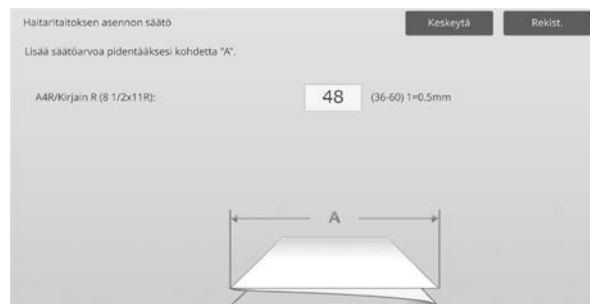 Haitaritaitoksen asennon säätö
Keskeytä
Rekist.
Lisää säätöarvoa pidentääksesi kohdetta "A".
A4R/Kirjain R (8 1/2x11R):
48
(36-60) 1=0.5mm
A